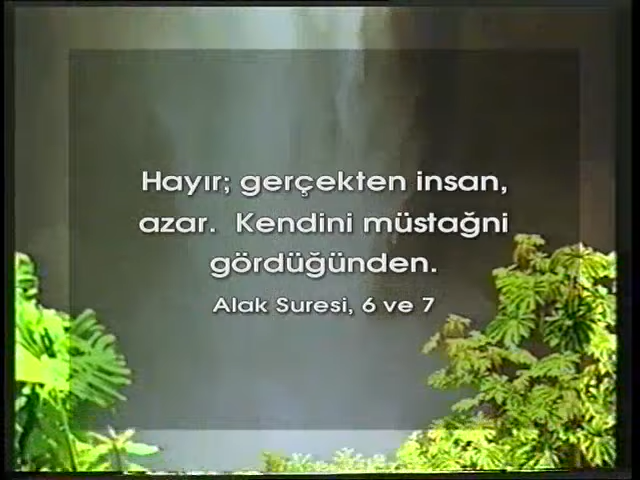 Hayır; gerçekten insan,
azar. Kendini müstağni
gördüğünden.
Alak Suresi, 6 ve 7